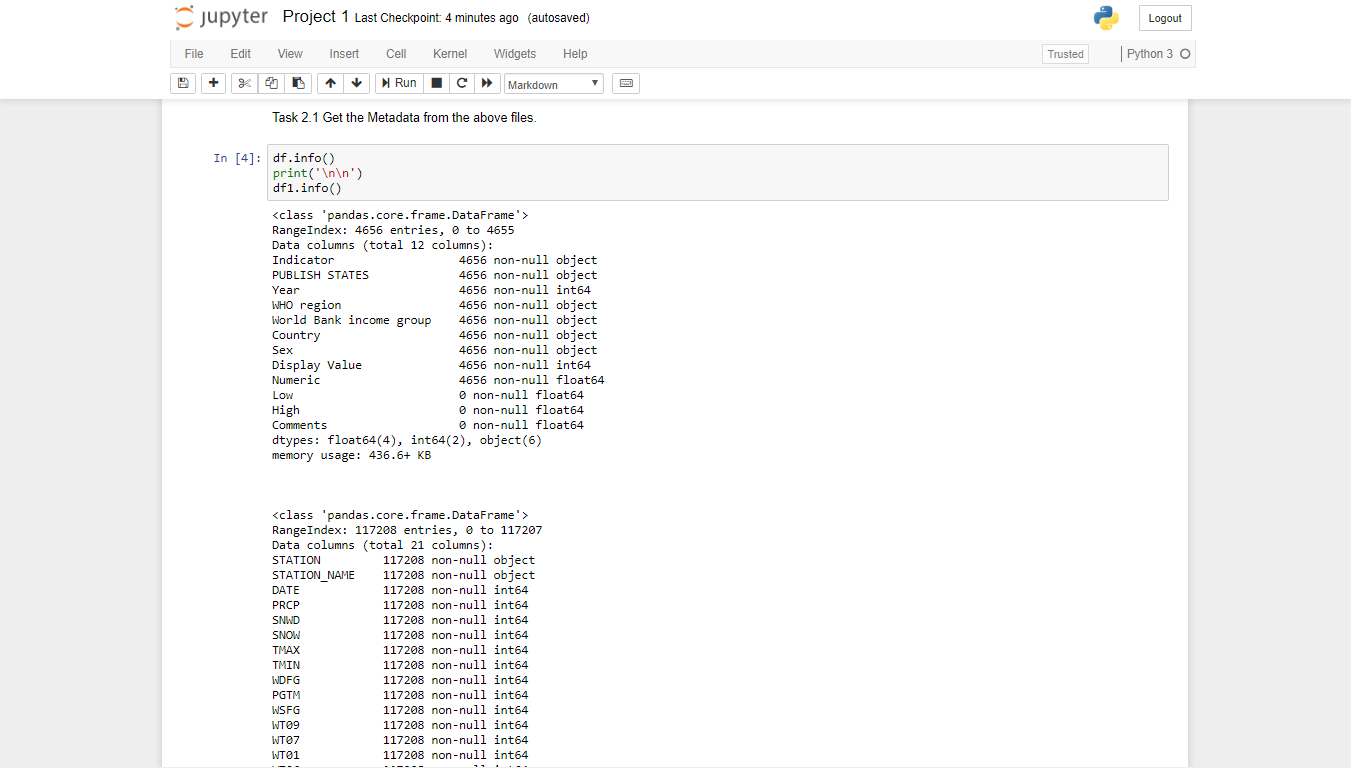 jupyter Project 1 Last Checkpoint: 4 minutes ago (autosaved) Logout
File Edit View Insert Cell Kernel Widgets Help Trusted Python 3
Run Markdown
Task 2.1 Get the Metadata from the above files.
In [4]: df.info()
print('\n\n')
df1.info()
<class 'pandas.core.frame.DataFrame'>
RangeIndex: 4656 entries, 0 to 4655
Data columns (total 12 columns):
Indicator 4656 non-null object
PUBLISH STATES 4656 non-null object
Year 4656 non-null int64
WHO region 4656 non-null object
World Bank income group 4656 non-null object
Country 4656 non-null object
Sex 4656 non-null object
Display Value 4656 non-null int64
Numeric 4656 non-null float64
Low 0 non-null float64
High 0 non-null float64
Comments 0 non-null float64
dtypes: float64(4), int64(2), object(6)
memory usage: 436.6+ KB
<class 'pandas.core.frame.DataFrame'>
RangeIndex: 117208 entries, 0 to 117207
Data columns (total 21 columns):
STATION 117208 non-null object
STATION_NAME 117208 non-null object
DATE 117208 non-null int64
PRCP 117208 non-null int64
SNWD 117208 non-null int64
SNOW 117208 non-null int64
TMAX 117208 non-null int64
TMIN 117208 non-null int64
WDFG 117208 non-null int64
PGTM 117208 non-null int64
WSFG 117208 non-null int64
WT09 117208 non-null int64
WT07 117208 non-null int64
WT01 117208 non-null int64